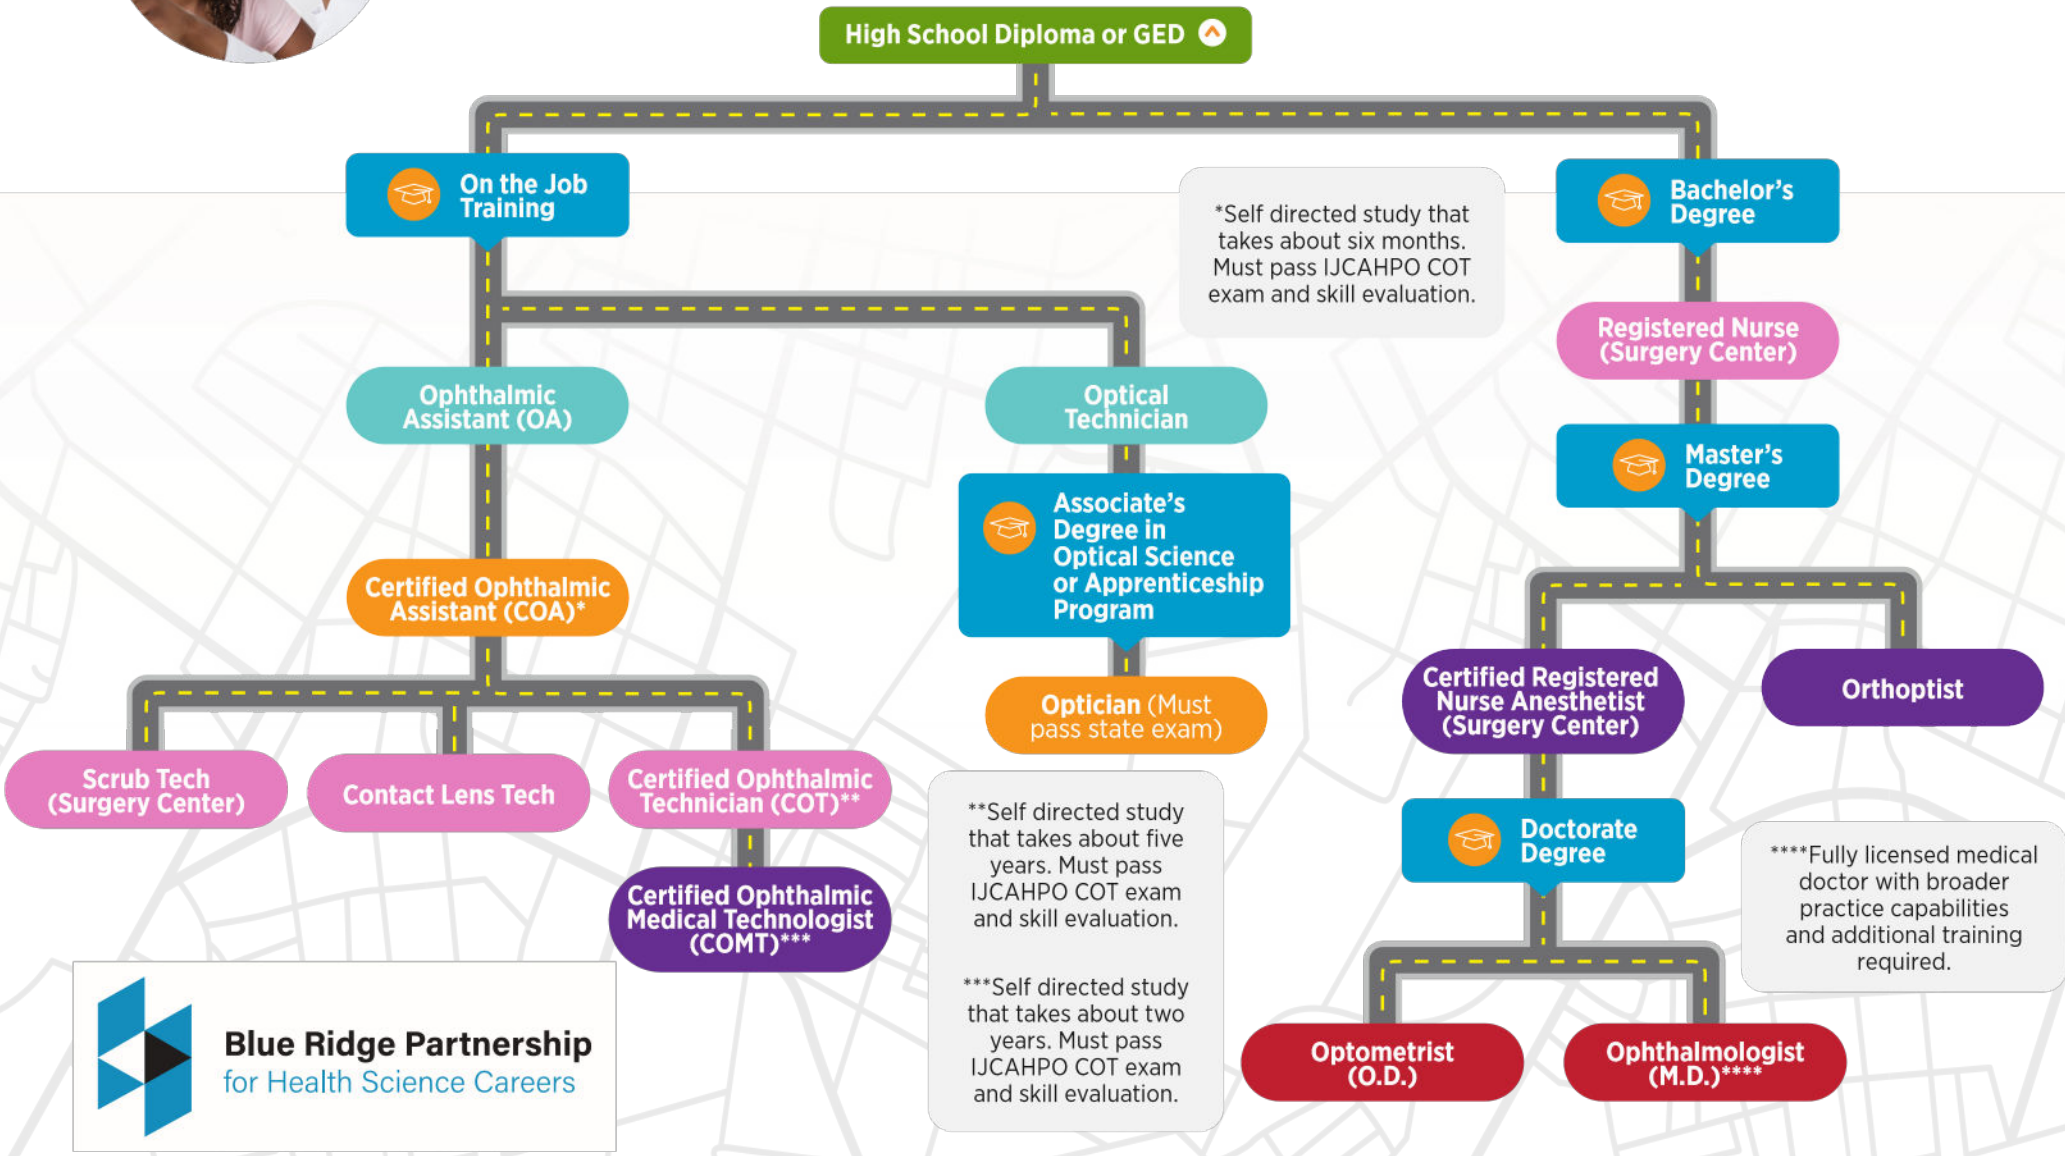 High School Diploma or GED
On the Job
Training
*Self directed study that
takes about six months.
Must pass IJCAHPO COT
exam and skill evaluation.
Bachelor's
Degree
Registered Nurse
(Surgery Center)
Ophthalmic
Assistant (OA)
Optical
Technician
Master's
Degree
Associate's
Degree in
Optical Science
or Apprenticeship
Program
Certified Ophthalmic
Assistant (COA)*
Optician (Must
pass state exam)
Certified Registered
Nurse Anesthetist
(Surgery Center)
Orthoptist
Scrub Tech
(Surgery Center)
Contact Lens Tech
Certified Ophthalmic
Technician (COT)**
**Self directed study
that takes about five
years. Must pass
IJCAHPO COT exam
and skill evaluation.
Doctorate
Degree
****Fully licensed medical
doctor with broader
practice capabilities
and additional training
required.
Certified Ophthalmic
Medical Technologist
(COMT)***
***Self directed study
that takes about two
years. Must pass
IJCAHPO COT exam
and skill evaluation.
Optometrist
(O.D.)
Ophthalmologist
(M.D.)****
Blue Ridge Partnership
for Health Science Careers